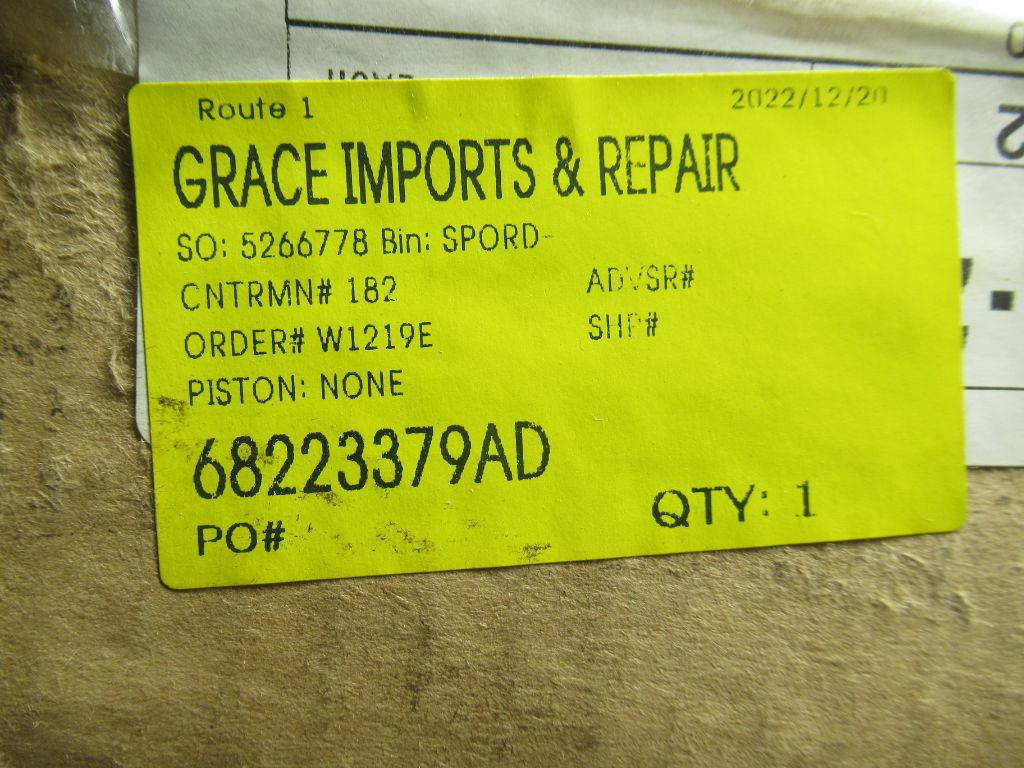 Route 1
2022/12/20
GRACE IMPORTS & REPAIR
SO: 5266778 Bin: SPORD-
CNTRMN# 182
ADVSR#
ORDER# W1219E
SHP#
PISTON: NONE
68223379AD
PO#
QTY: 1